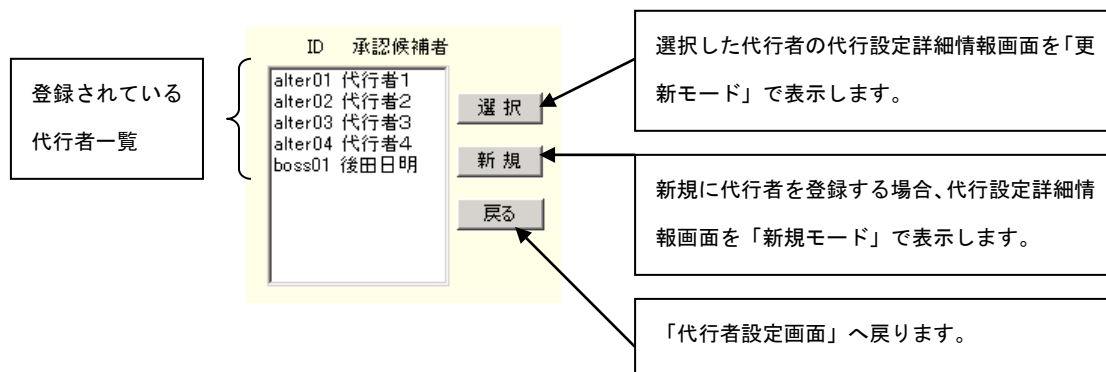 登録されている
代行者一覧
ID 承認候補者
alter01 代行者1
alter02 代行者2
alter03 代行者3
alter04 代行者4
boss01 後田日明
選 択
新 規
戻る
選択した代行者の代行設定詳細情報画面を「更
新モード」で表示します。
新規に代行者を登録する場合、代行設定詳細情
報画面を「新規モード」で表示します。
「代行者設定画面」へ戻ります。